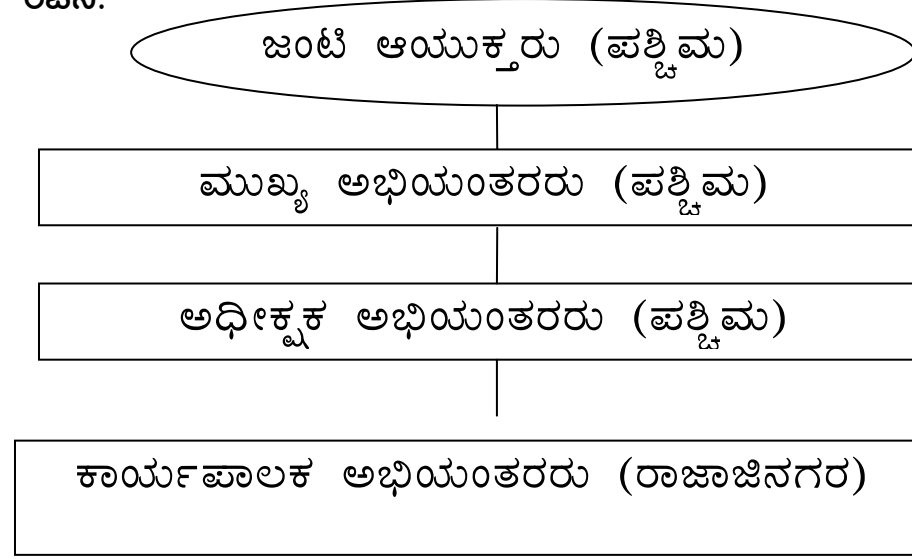 ಜಂಟಿ ಆಯುಕ್ತರು (ಪಶ್ಚಿಮ)
ಮುಖ್ಯ ಅಭಿಯಂತರರು (ಪಶ್ಚಿಮ)
ಅಧೀಕ್ಷಕ ಅಭಿಯಂತರರು (ಪಶ್ಚಿಮ)
ಕಾರ್ಯಪಾಲಕ ಅಭಿಯಂತರರು (ರಾಜಾಜಿನಗರ)